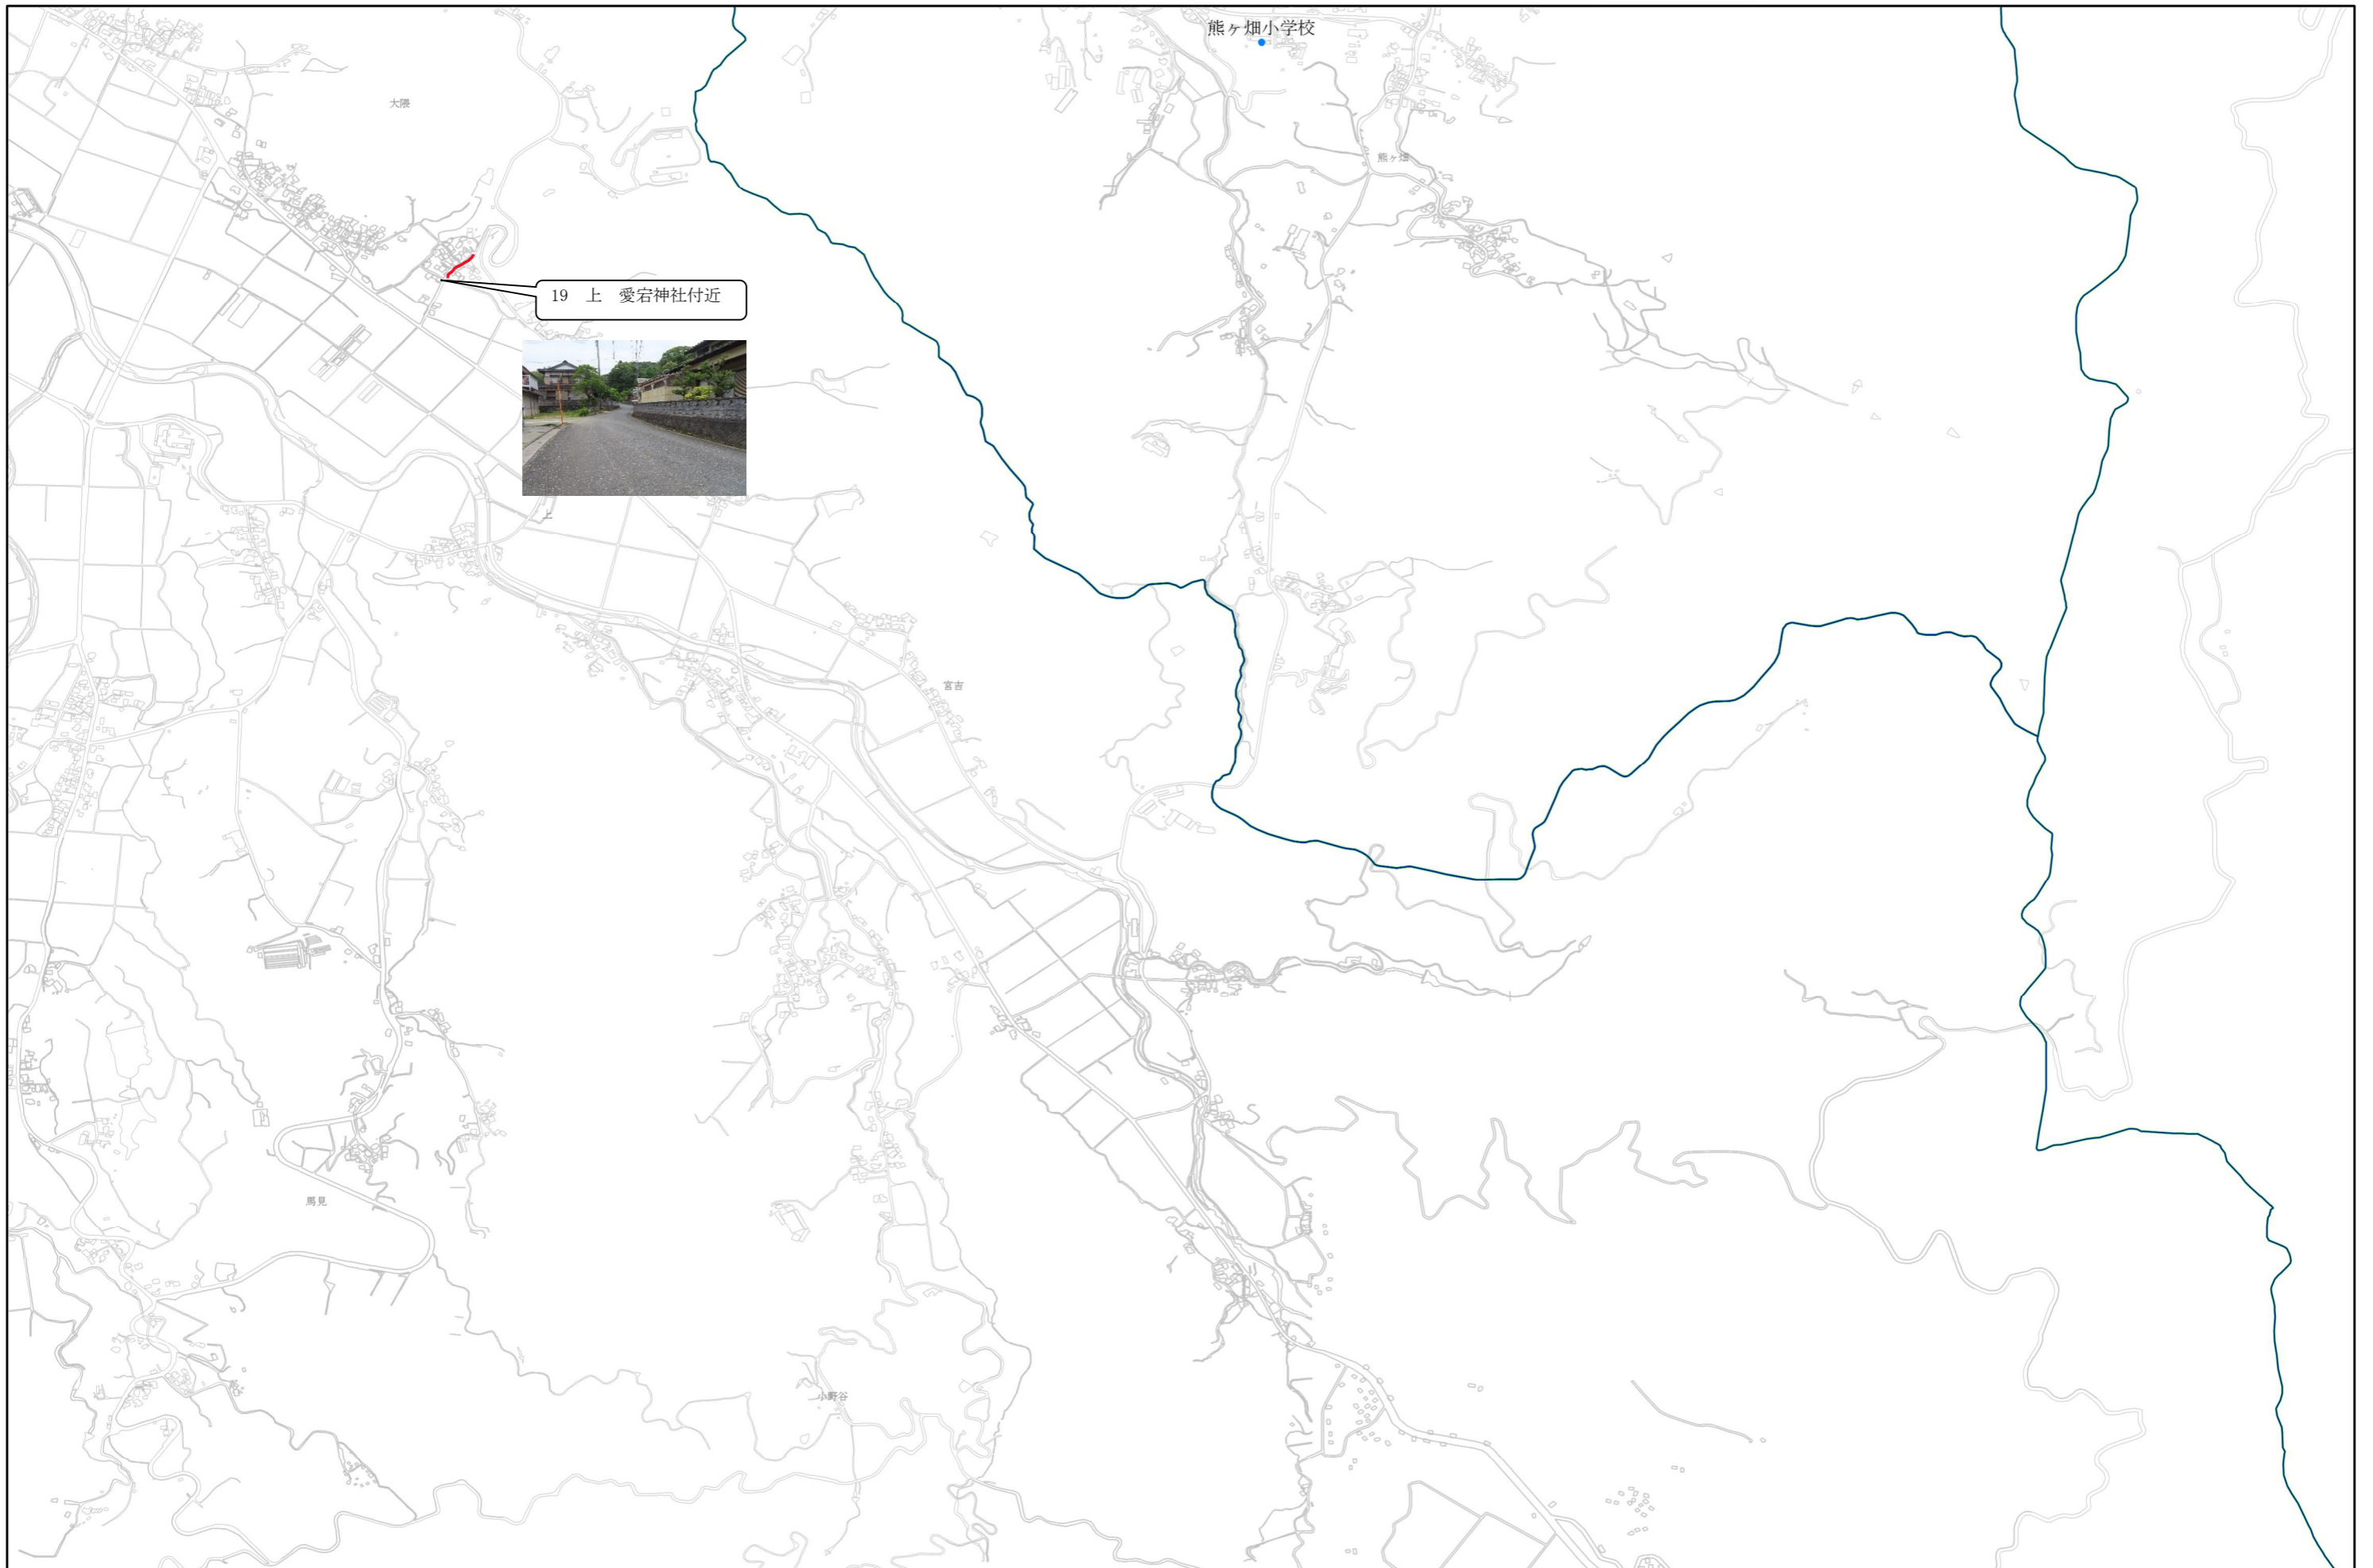 熊ヶ畑小学校
大隈
熊ヶ畑
19 上 愛宕神社付近
上
宮吉
馬見
小野谷